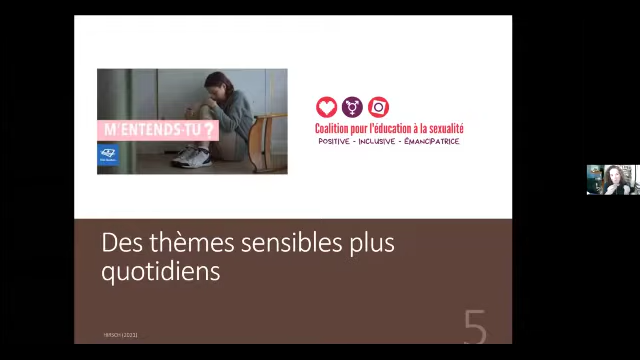 M'ENTENDS-TU ?
Coalition pour l'éducation à la sexualité
POSITIVE - INCLUSIVE - ÉMANCIPATRICE
Des thèmes sensibles plus
quotidiens
5